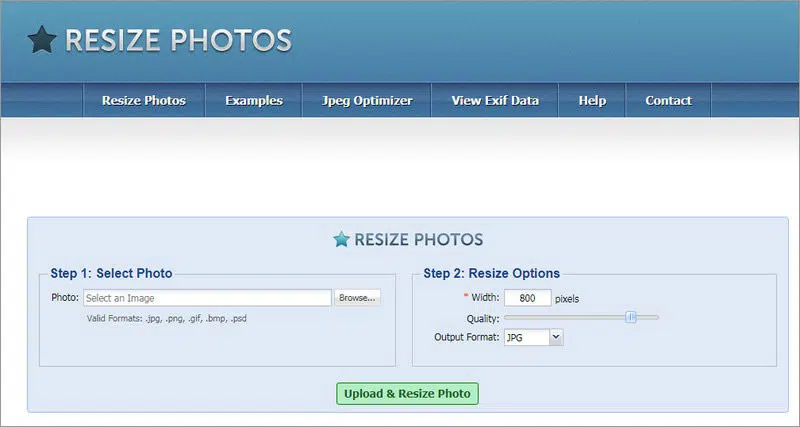 RESIZE PHOTOS
Resize Photos Examples Jpeg Optimizer View Exif Data Help Contact
RESIZE PHOTOS
Step 1: Select Photo
Photo: Select an Image Browse...
Valid Formats: .jpg, .png, .gif, .bmp, .psd
Step 2: Resize Options
* Width: 800 pixels
Quality:
Output Format: JPG
Upload & Resize Photo